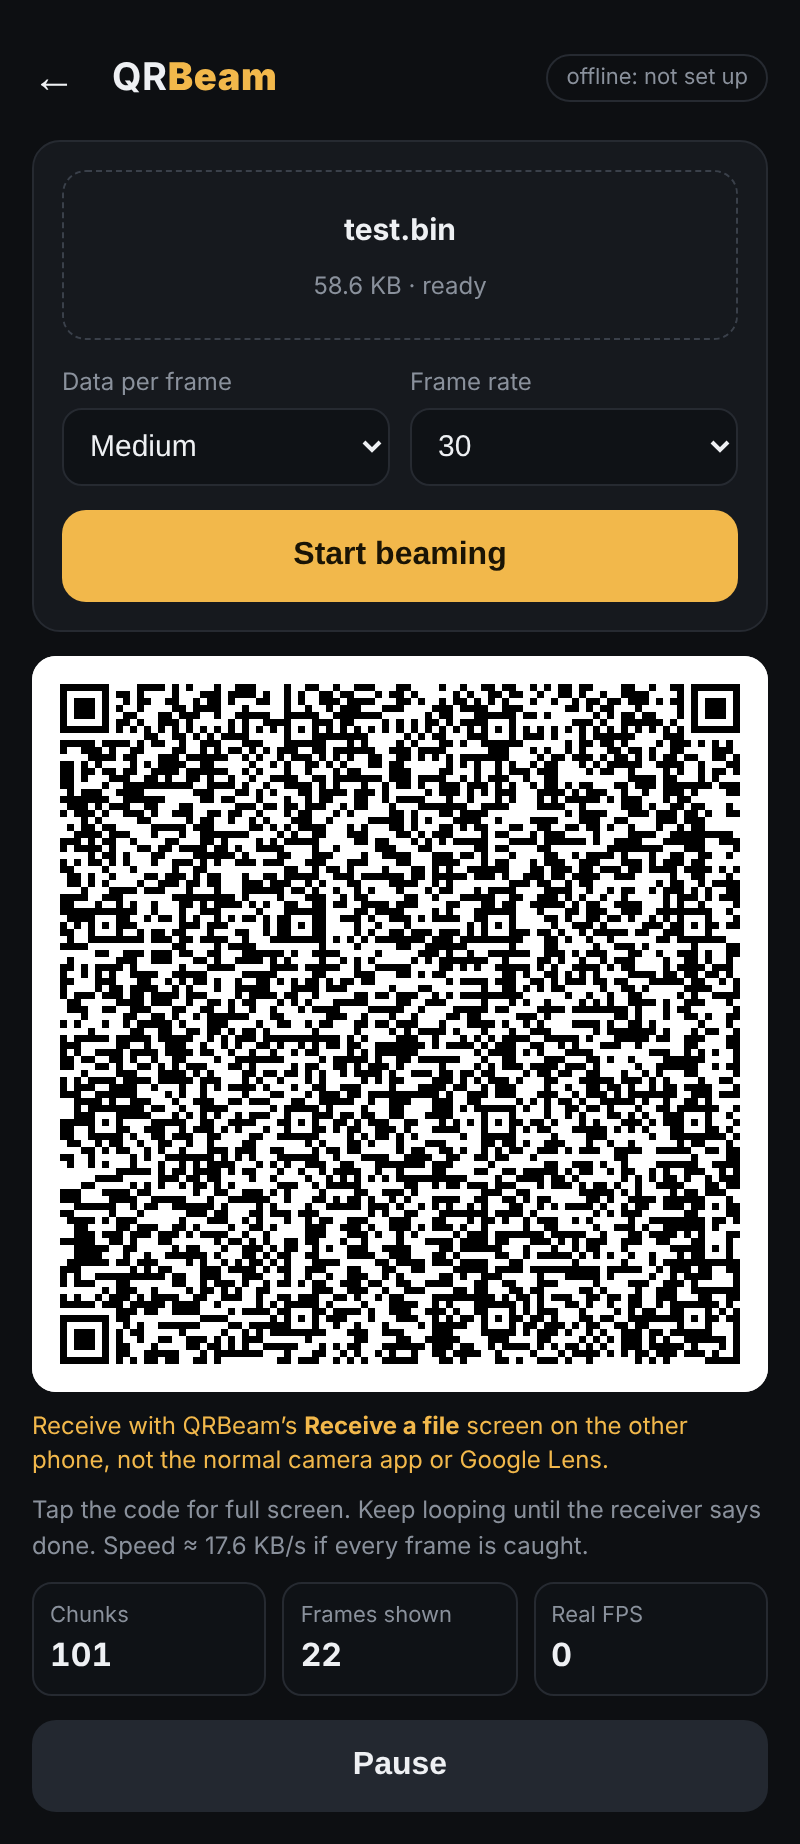 ← QRBeam
offline: not set up
test.bin
58.6 KB · ready
Data per frame
Frame rate
Medium
30
Start beaming
Receive with QRBeam’s Receive a file screen on the other
phone, not the normal camera app or Google Lens.
Tap the code for full screen. Keep looping until the receiver says
done. Speed ≈ 17.6 KB/s if every frame is caught.
Chunks
101
Frames shown
22
Real FPS
0
Pause